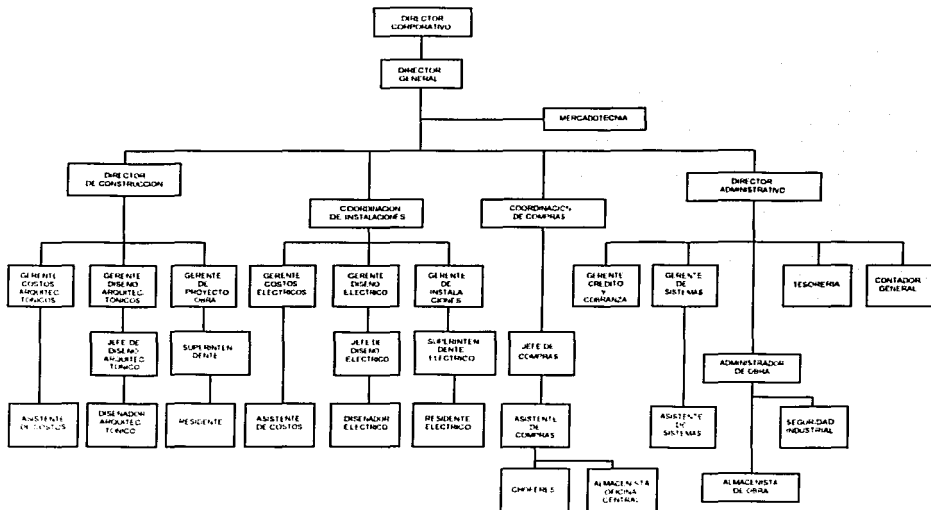 DIRECTOR
CORPORATIVO
DIRECTOR
GENERAL
MERCADOTECNIA
DIRECTOR
DE CONSTRUCCION
COORDINACION
DE INSTALACIONES
COORDINACION
DE COMPRAS
DIRECTOR
ADMINISTRATIVO
GERENTE
COSTOS
ARQUITEC
TONICOS
GERENTE
DISEÑO
ARQUITEC
TONICOS
GERENTE
DE
PROYECTO
OBRA
GERENTE
COSTOS
ELECTRICOS
GERENTE
DISEÑO
ELECTRICO
GERENTE
DE
INSTALA
CIONES
GERENTE
CREDITO
Y
COBRANZA
GERENTE
DE
SISTEMAS
TESORERIA
CONTADOR
GENERAL
JEFE DE
DISEÑO
ARQUITEC
TONICO
SUPERINTEN
DENTE
JEFE DE
DISEÑO
ELECTRICO
SUPERINTEN
DENTE
ELECTRICO
JEFE DE
COMPRAS
ADMINISTRADOR
DE OBRA
ASISTENTE
DE COSTOS
DISEÑADOR
ARQUITEC
TONICO
RESIDENTE
ASISTENTE
DE COSTOS
DISEÑADOR
ELECTRICO
RESIDENTE
ELECTRICO
ASISTENTE
DE
COMPRAS
ASISTENTE
DE
SISTEMAS
SEGURIDAD
INDUSTRIAL
CHOFERES
ALMACENISTA
OFICINA
CENTRAL
ALMACENISTA
DE OBRA